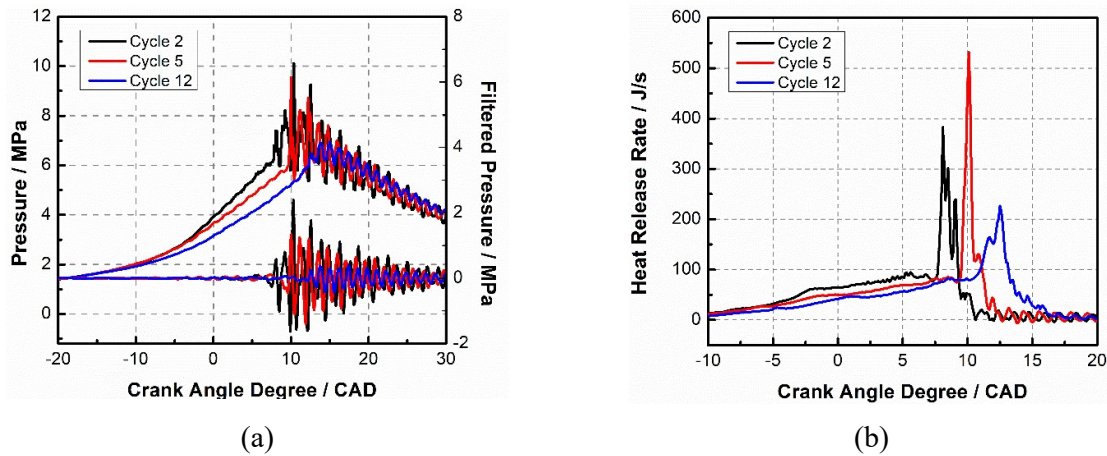 12
10
8
6
4
2
0
Pressure / MPa
Cycle 2
Cycle 5
Cycle 12
8
6
4
2
0
-2
Filtered Pressure / MPa
-20 -10 0 10 20 30
Crank Angle Degree / CAD
(a)
600
500
400
300
200
100
0
Heat Release Rate / J/s
Cycle 2
Cycle 5
Cycle 12
-10 -5 0 5 10 15 20
Crank Angle Degree / CAD
(b)